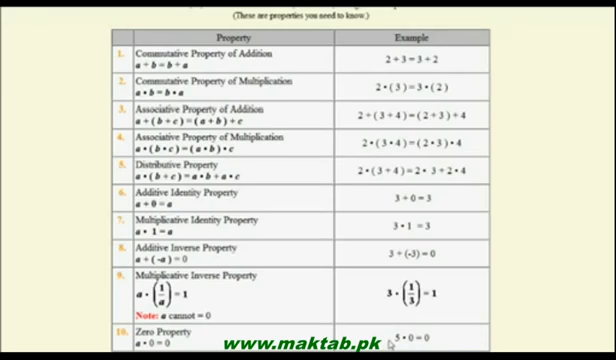 (These are properties you need to know.)
Property Example
1. Commutative Property of Addition
a + b = b + a
2 + 3 = 3 + 2
2. Commutative Property of Multiplication
a • b = b • a
2 • ( 3 ) = 3 • ( 2 )
3. Associative Property of Addition
a + ( b + c ) = ( a + b ) + c
2 + ( 3 + 4 ) = ( 2 + 3 ) + 4
4. Associative Property of Multiplication
a • ( b • c ) = ( a • b ) • c
2 • ( 3 • 4 ) = ( 2 • 3 ) • 4
5. Distributive Property
a • ( b + c ) = a • b + a • c
2 • ( 3 + 4 ) = 2 • 3 + 2 • 4
6. Additive Identity Property
a + 0 = a
3 + 0 = 3
7. Multiplicative Identity Property
a • 1 = a
3 • 1 = 3
8. Additive Inverse Property
a + (-a) = 0
3 + (-3) = 0
9. Multiplicative Inverse Property
a • (1/a) = 1
3 • (1/3) = 1
Note: a cannot = 0
10. Zero Property
a • 0 = 0
5 • 0 = 0
www.maktab.pk